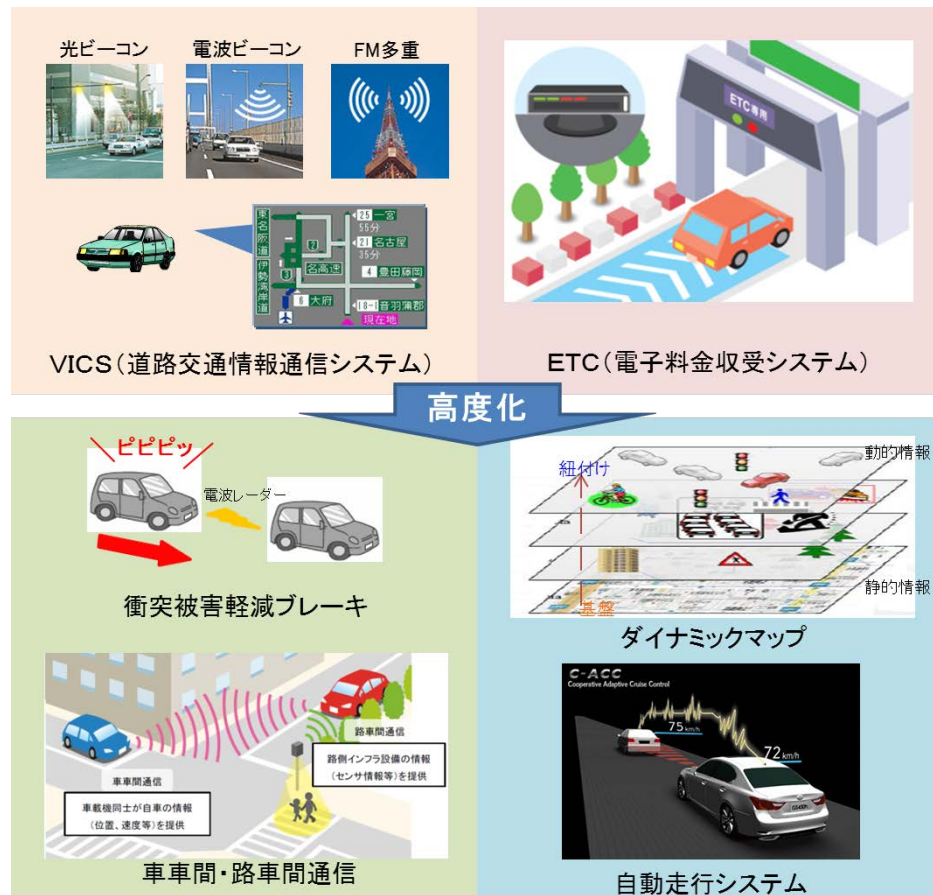 光ビーコン
電波ビーコン
FM多重
東名阪道
伊勢湾岸道
25 一宮
55分
2
21 名古屋
35分
1
名高速
3
4 豊田藤岡
6 大府
18-1 音羽蒲郡
現在地
VICS(道路交通情報通信システム)
ETC専用
ETC(電子料金収受システム)
高度化
ピピピッ
電波レーダー
衝突被害軽減ブレーキ
動的情報
紐付け
静的情報
基盤
ダイナミックマップ
路車間通信
路側インフラ設備の情報
(センサ情報等)を提供
車車間通信
車載機同士が自車の情報
(位置、速度等)を提供
車車間・路車間通信
C-ACC
Cooperative Adaptive Cruise Control
75 km/h
72 km/h
自動走行システム